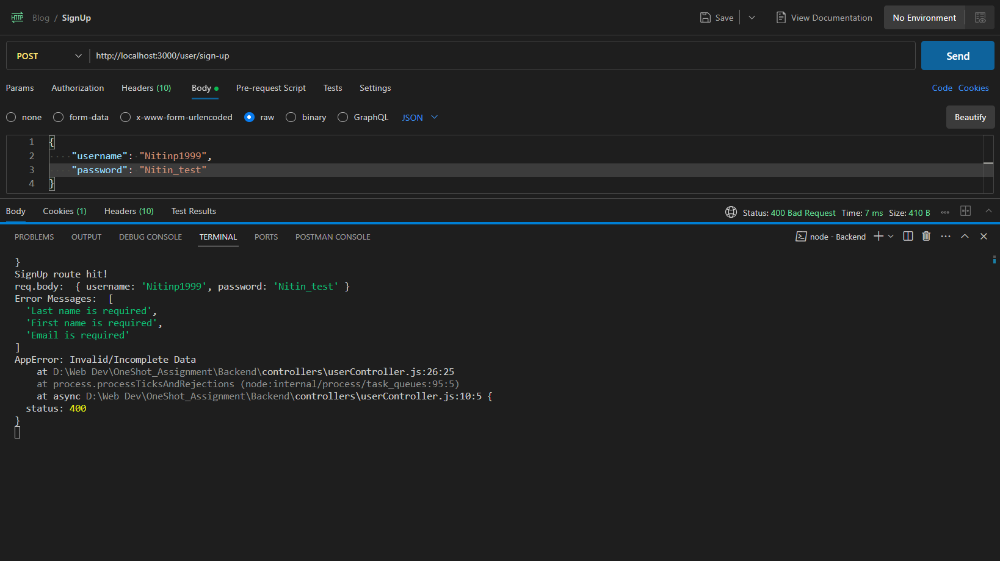 HTTP Blog / SignUp Save View Documentation No Environment
POST http://localhost:3000/user/sign-up Send
Params Authorization Headers (10) Body Pre-request Script Tests Settings Code Cookies
none form-data x-www-form-urlencoded raw binary GraphQL JSON Beautify
1 {
2 ····"username":·"Nitinp1999",
3 ····"password":·"Nitin_test"
4 }
Body Cookies (1) Headers (10) Test Results Status: 400 Bad Request Time: 7 ms Size: 410 B
PROBLEMS OUTPUT DEBUG CONSOLE TERMINAL PORTS POSTMAN CONSOLE node - Backend
}
SignUp route hit!
req.body:  { username: 'Nitinp1999', password: 'Nitin_test' }
Error Messages:  [
  'Last name is required',
  'First name is required',
  'Email is required'
]
AppError: Invalid/Incomplete Data
    at D:\Web Dev\OneShot_Assignment\Backend\controllers\userController.js:26:25
    at process.processTicksAndRejections (node:internal/process/task_queues:95:5)
    at async D:\Web Dev\OneShot_Assignment\Backend\controllers\userController.js:10:5 {
  status: 400
}